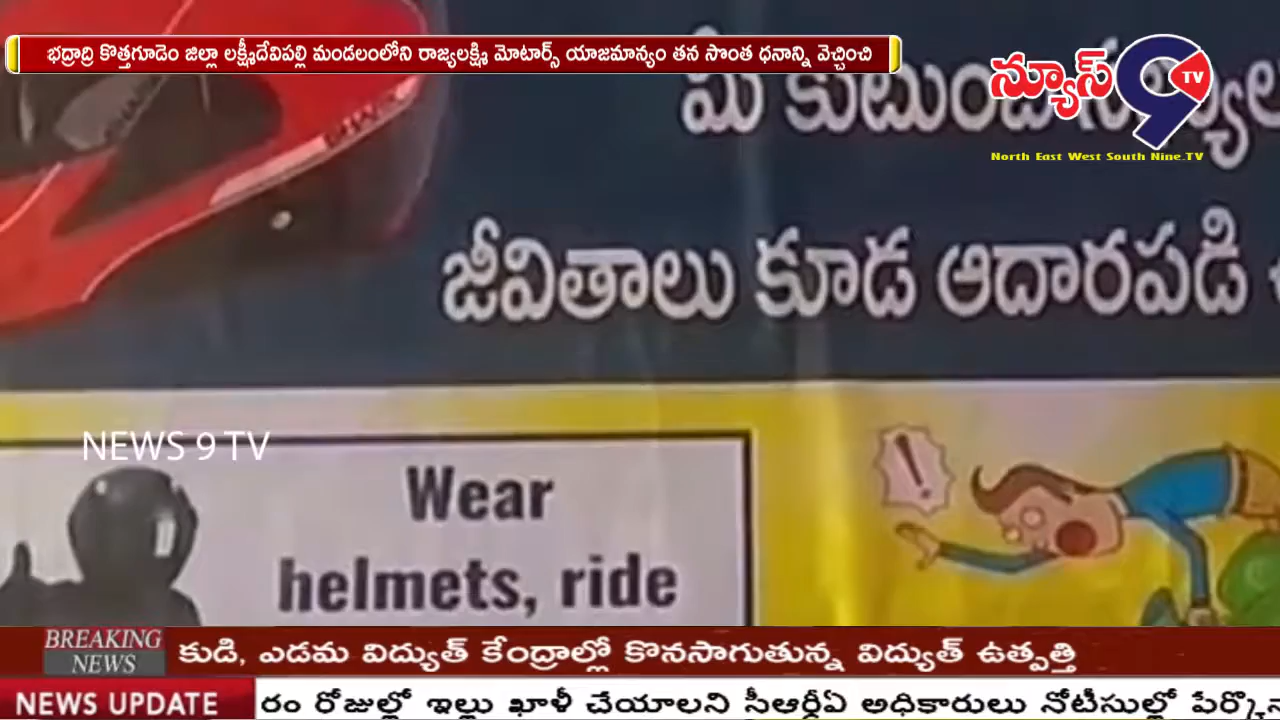 భద్రాద్రి కొత్తగూడెం జిల్లా లక్ష్మీదేవిపల్లి మండలంలోని రాజ్యలక్ష్మి మోటార్స్ యాజమాన్యం తన సొంత ధనాన్ని వెచ్చించి
న్యూస్ 9 TV
North East West South Nine.TV
మీ
జీవితాలు కూడ ఆదారపడి
NEWS 9 TV
Wear
helmets, ride
!
BREAKING NEWS
కుడి, ఎడమ విద్యుత్ కేంద్రాల్లో కొనసాగుతున్న విద్యుత్ ఉత్పత్తి
NEWS UPDATE
రం రోజుల్లో ఇల్లు ఖాళీ చేయాలని సీఆర్డీఏ అధికారులు నోటీసుల్లో